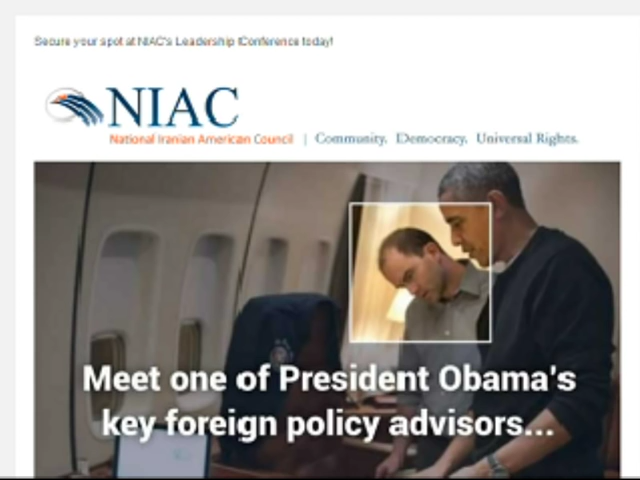 Secure your spot at NIAC's Leadership Conference today!
NIAC
National Iranian American Council | Community. Democracy. Universal Rights.
Meet one of President Obama's
key foreign policy advisors...